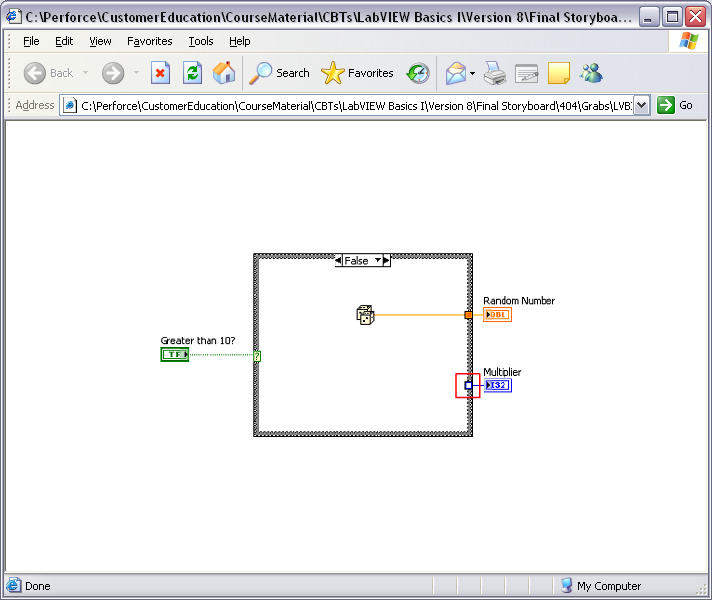 C:\Perforce\CustomerEducation\CourseMaterial\CBTs\LabVIEW Basics I\Version 8\Final Storyboa...
File Edit View Favorites Tools Help
Back Search Favorites
Address C:\Perforce\CustomerEducation\CourseMaterial\CBTs\LabVIEW Basics I\Version 8\Final Storyboard\404\Grabs\LVB Go
False
Random Number
DBL
Greater than 10?
TF
?
Multiplier
I32
Done My Computer